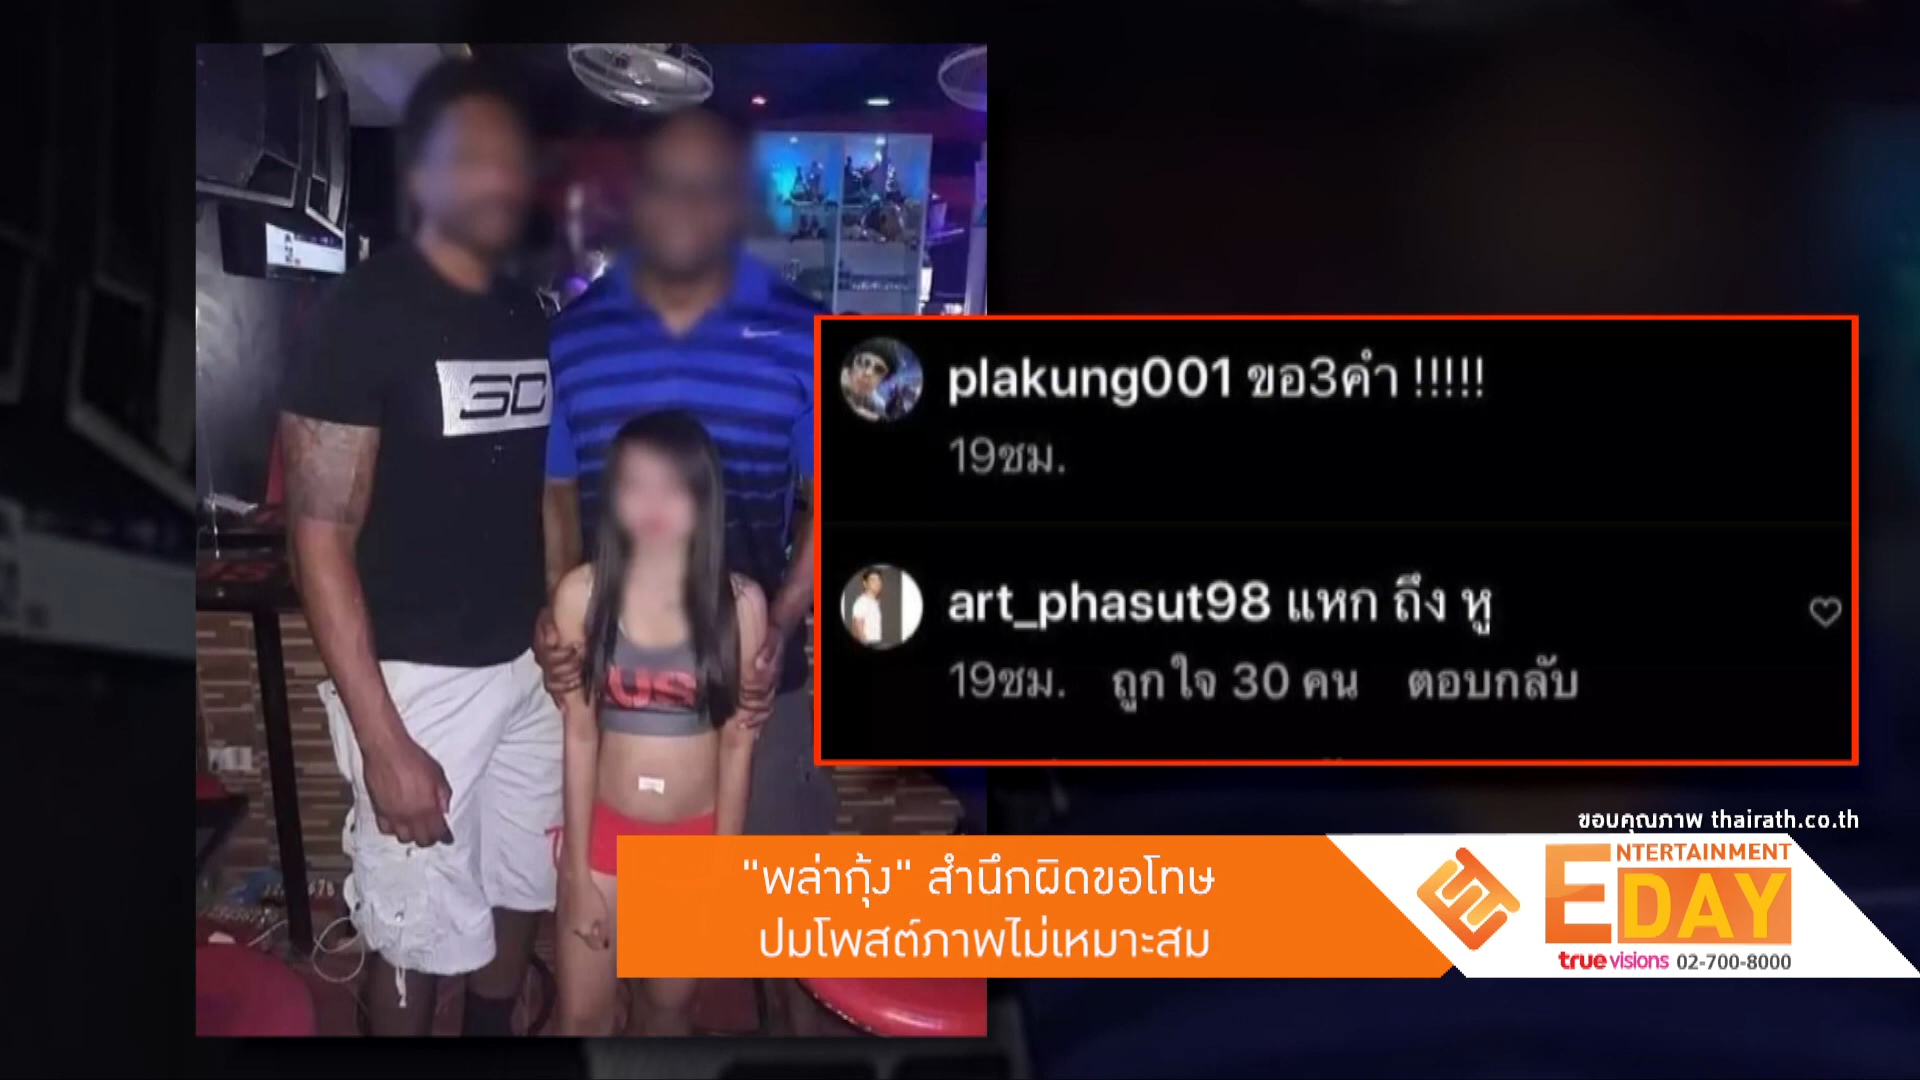 plakung001 ขอ3คำ !!!!!
19ชม.
art_phasut98 แหก ถึง หู
19ชม. ถูกใจ 30 คน ตอบกลับ
30
US
ขอบคุณภาพ thairath.co.th
"พล่ากุ้ง" สำนึกผิดขอโทษ
ปมโพสต์ภาพไม่เหมาะสม
ENTERTAINMENT
EDAY
truevisions 02-700-8000